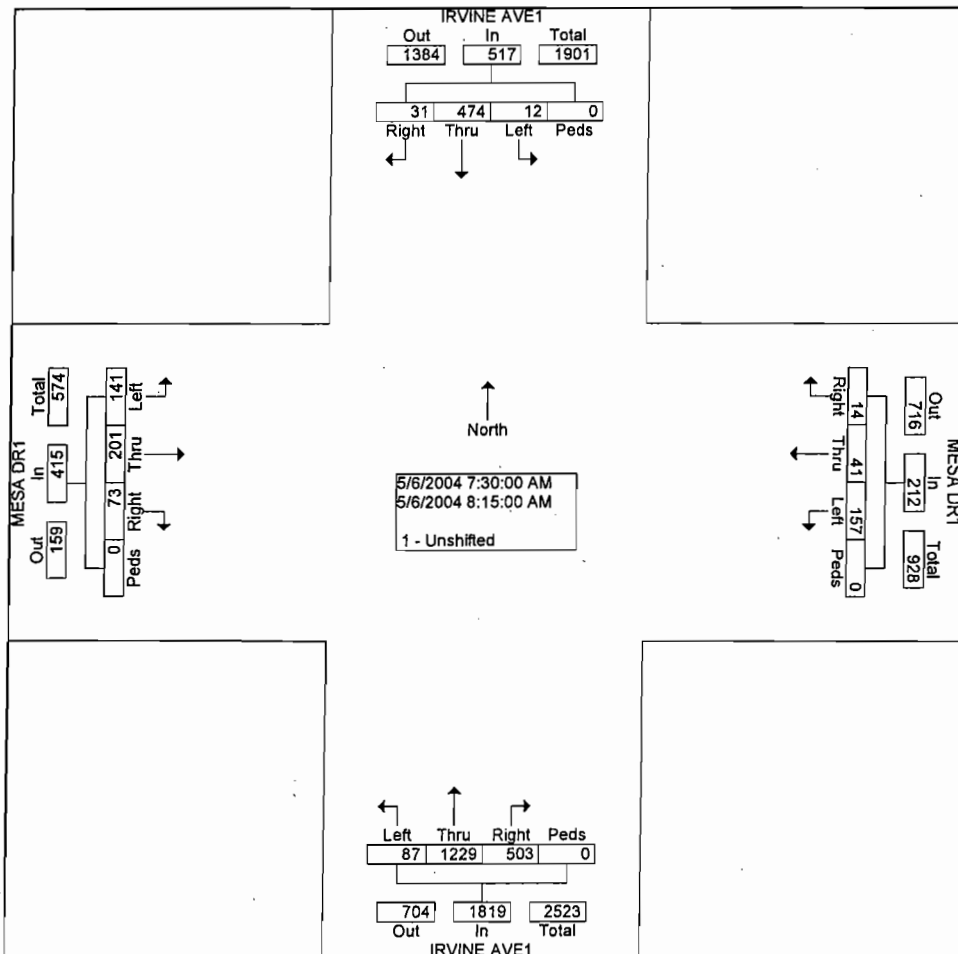 IRVINE AVE1
Out In Total
1384 517 1901
31 474 12 0
Right Thru Left Peds
MESA DR1
Total In Out
574 415 159
141 201 73 0
Left Thru Right Peds
North
5/6/2004 7:30:00 AM
5/6/2004 8:15:00 AM
1 - Unshifted
Right Thru Left Peds
14 41 157 0
Out In Total
716 212 928
MESA DR1
Left Thru Right Peds
87 1229 503 0
704 1819 2523
Out In Total
IRVINE AVE1